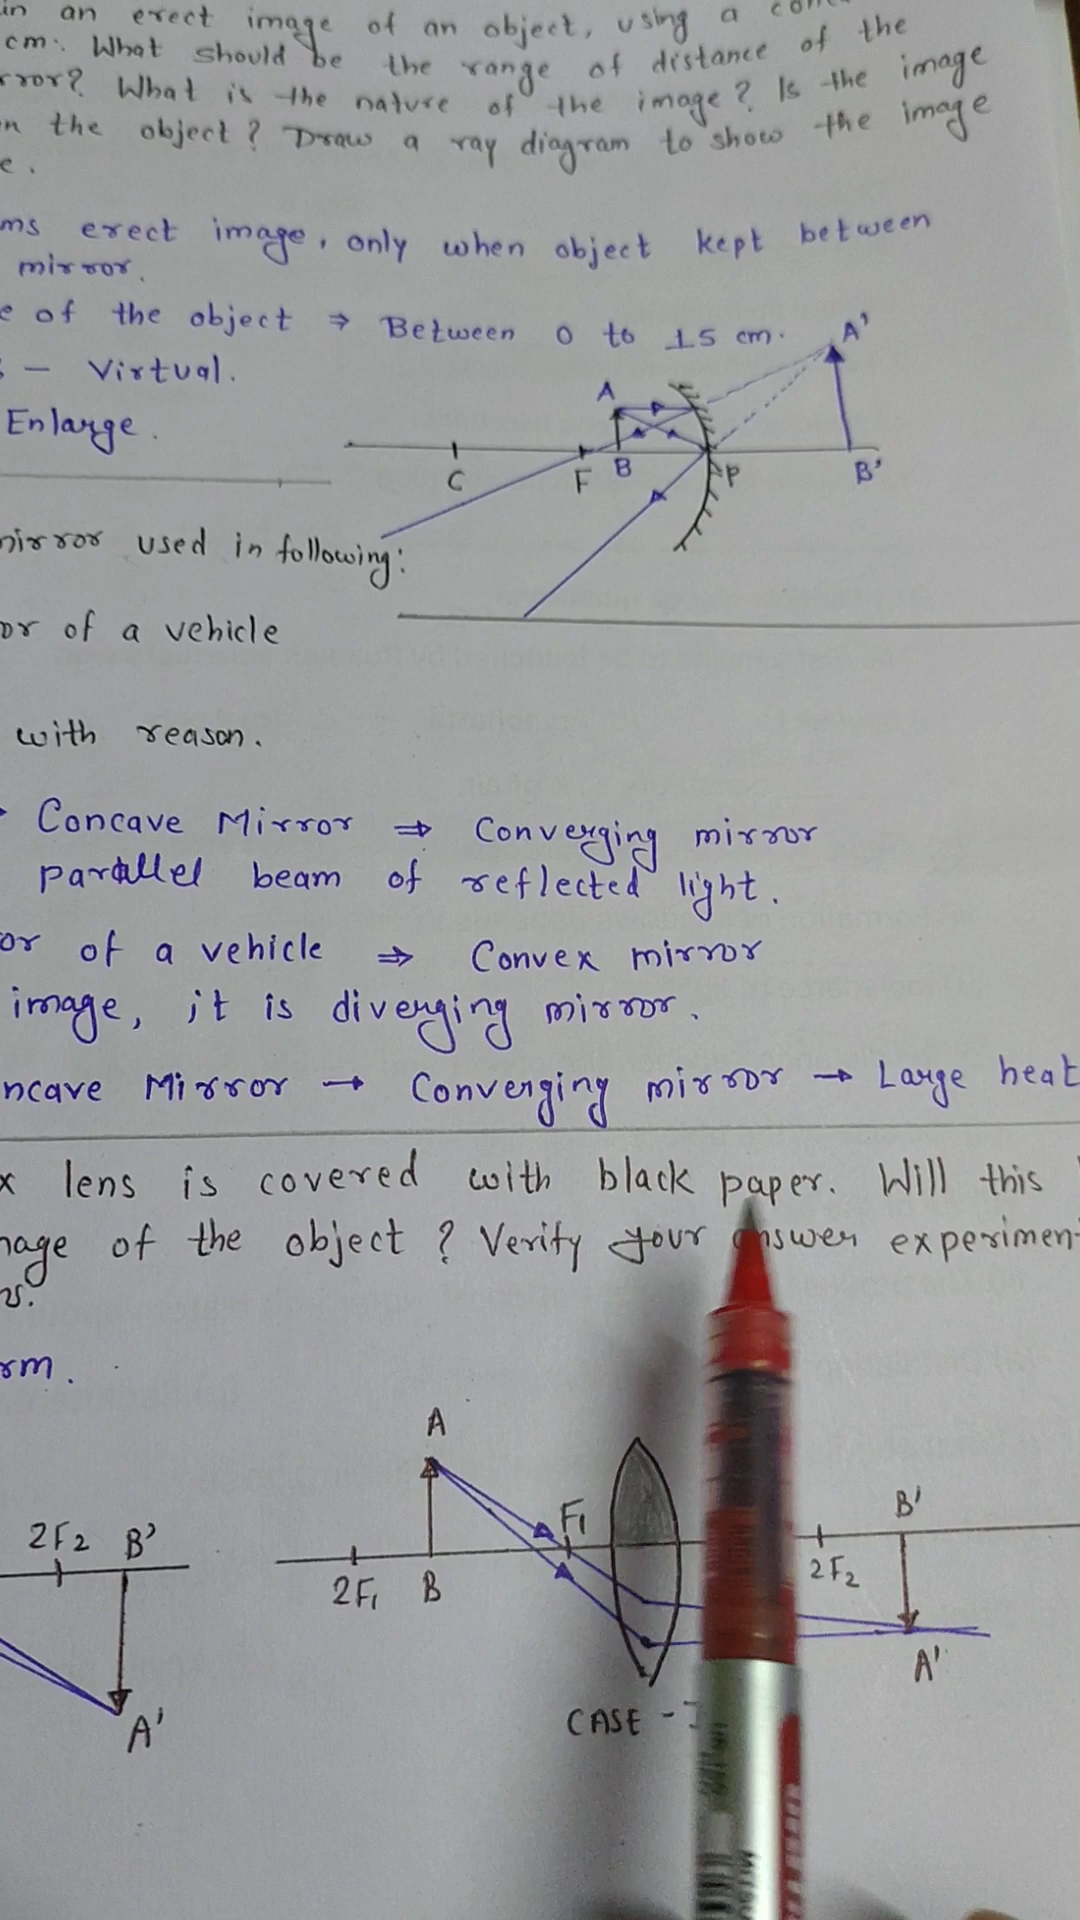 in an erect image of an object, using a
cm. What should be the range of distance of the
What is the nature of the image? Is the image
the object? Draw a ray diagram to show the image
e.
ms erect image, only when object kept between
mirror.
e of the object ⇒ Between 0 to 15 cm.
- Virtual.
Enlarge.
A'
A
C F B P B'
mirror used in following:
or of a vehicle
with reason.
Concave Mirror ⇒ Converging mirror
parallel beam of reflected light.
or of a vehicle ⇒ Convex mirror
image, it is diverging mirror.
ncave Mirror → Converging mirror → Large heat
x lens is covered with black paper. Will this
mage of the object? Verify your answer experimen
s.
rm.
A
2F2 B'
F1
B'
2F1 B
2F2
A'
A'
CASE -